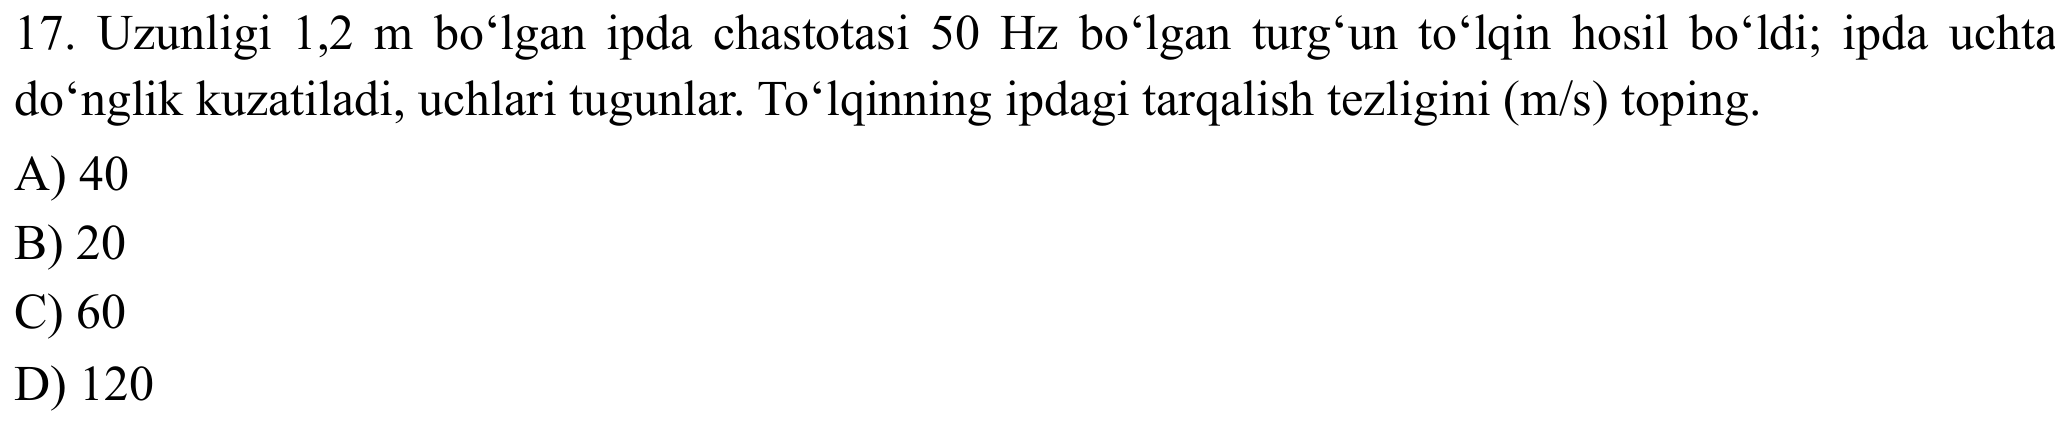 17. Uzunligi 1,2 m bo‘lgan ipda chastotasi 50 Hz bo‘lgan turg‘un to‘lqin hosil bo‘ldi; ipda uchta
do‘nglik kuzatiladi, uchlari tugunlar. To‘lqinning ipdagi tarqalish tezligini (m/s) toping.
A) 40
B) 20
C) 60
D) 120